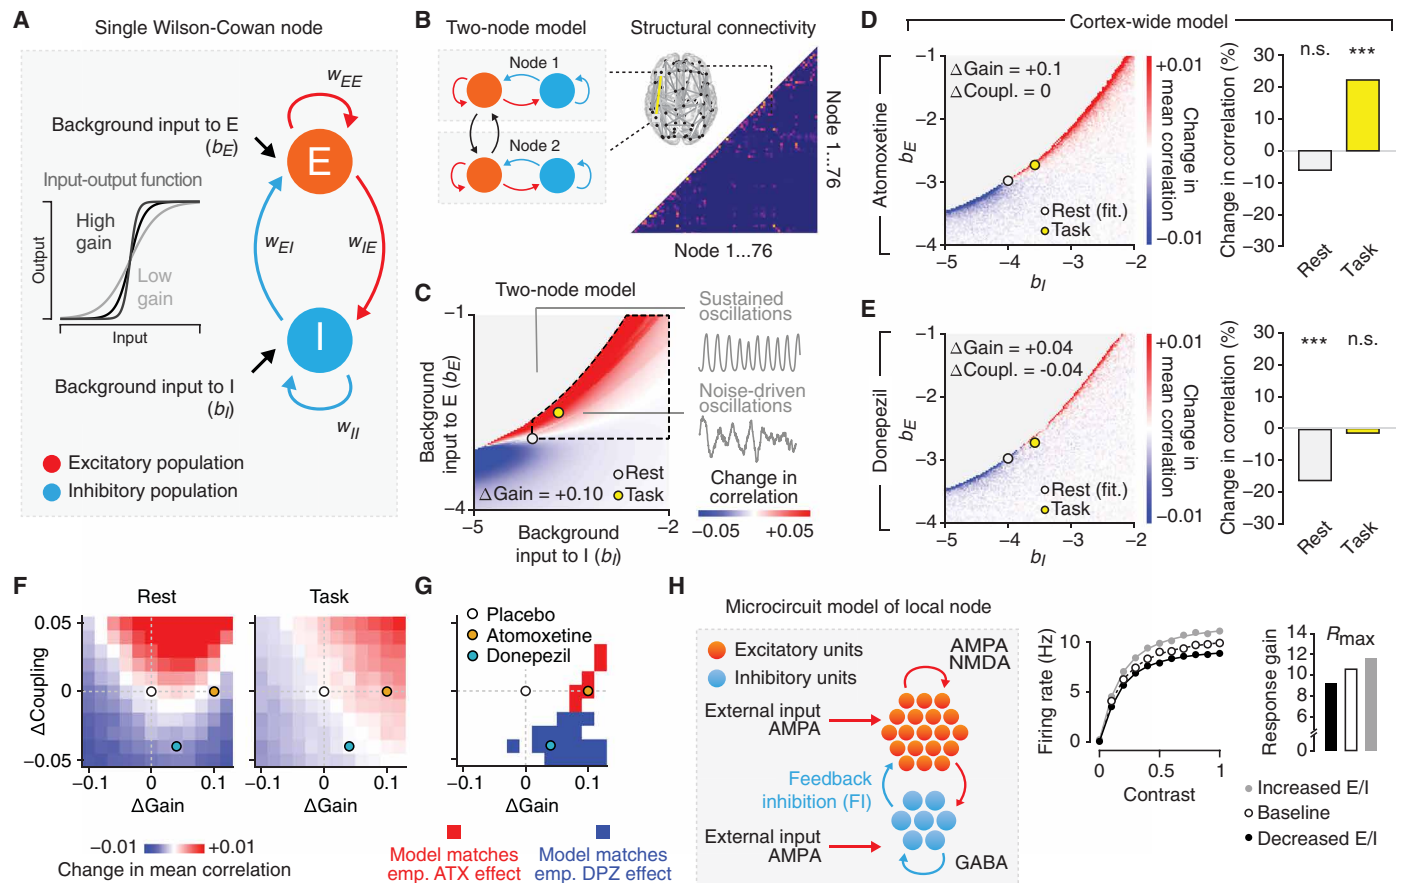 A
Single Wilson-Cowan node
wEE
Background input to E
(bE)
E
Input-output function
High
gain
Low
gain
Output
Input
wEI
wIE
I
Background input to I
(bI)
wII
Excitatory population
Inhibitory population
B
Two-node model
Structural connectivity
Node 1
Node 2
Node 1...76
Node 1...76
C
Two-node model
Sustained
oscillations
Noise-driven
oscillations
−1
Background
input to E (bE)
−4
ΔGain = +0.10
Rest
Task
−5
−2
Background
input to I (bI)
Change in
correlation
−0.05
+0.05
Cortex-wide model
D
Atomoxetine
ΔGain = +0.1
ΔCoupl. = 0
−1
−2
−3
−4
bE
Rest (fit.)
Task
−5
−4
−3
−2
bI
+0.01
Change in
mean correlation
−0.01
Change in correlation (%)
30
20
10
0
−10
−20
−30
n.s.
***
Rest
Task
E
Donepezil
ΔGain = +0.04
ΔCoupl. = -0.04
−1
−2
−3
−4
bE
Rest (fit.)
Task
−5
−4
−3
−2
bI
+0.01
Change in
mean correlation
−0.01
Change in correlation (%)
30
20
10
0
−10
−20
−30
***
n.s.
Rest
Task
F
Rest
Task
ΔCoupling
0.05
0
−0.05
−0.1
0
0.1
ΔGain
−0.1
0
0.1
ΔGain
−0.01
+0.01
Change in mean correlation
G
Placebo
Atomoxetine
Donepezil
−0.1
0
0.1
ΔGain
Model matches
emp. ATX effect
Model matches
emp. DPZ effect
H
Microcircuit model of local node
Excitatory units
Inhibitory units
AMPA
NMDA
External input
AMPA
Feedback
inhibition (FI)
External input
AMPA
GABA
Firing rate (Hz)
10
5
0
0
0.5
1
Contrast
Response gain
14
12
10
8
6
0
Rmax
Increased E/I
Baseline
Decreased E/I